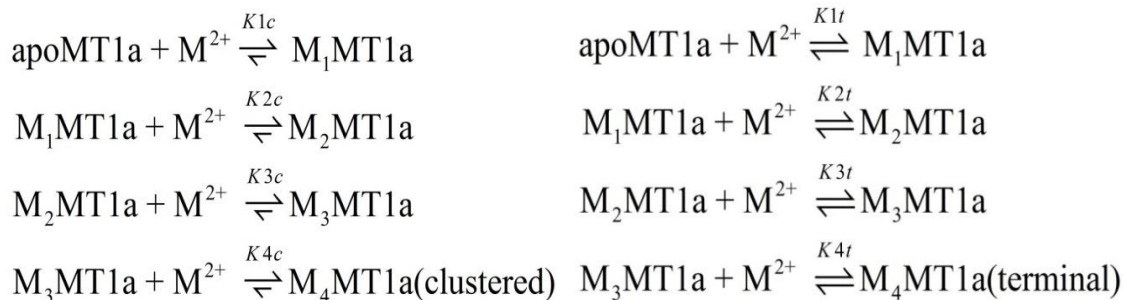 apoMT1a + M²⁺ ⇌ K1c M₁MT1a
M₁MT1a + M²⁺ ⇌ K2c M₂MT1a
M₂MT1a + M²⁺ ⇌ K3c M₃MT1a
M₃MT1a + M²⁺ ⇌ K4c M₄MT1a(clustered)
apoMT1a + M²⁺ ⇌ K1t M₁MT1a
M₁MT1a + M²⁺ ⇌ K2t M₂MT1a
M₂MT1a + M²⁺ ⇌ K3t M₃MT1a
M₃MT1a + M²⁺ ⇌ K4t M₄MT1a(terminal)